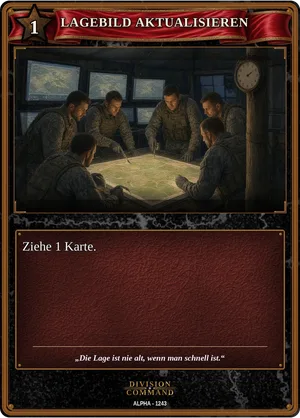 1
LAGEBILD AKTUALISIEREN
Ziehe 1 Karte.
„Die Lage ist nie alt, wenn man schnell ist.“
DIVISION
COMMAND
ALPHA - 1243